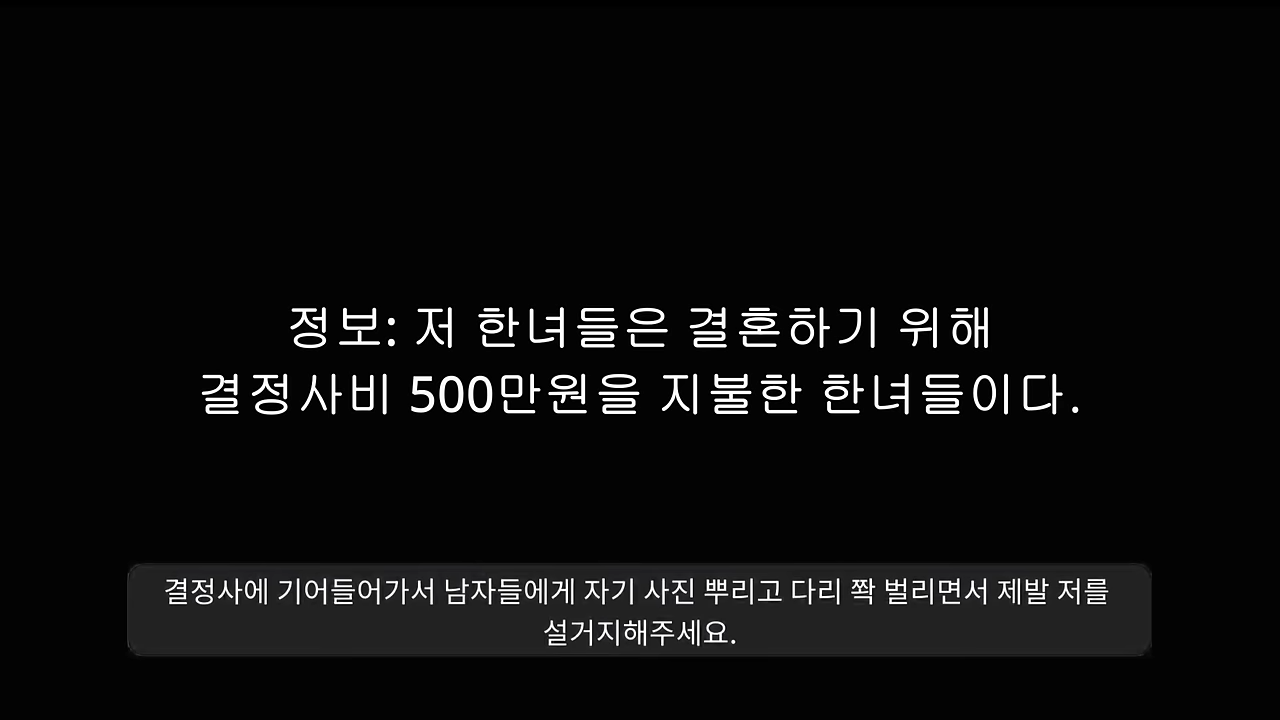 정보: 저 한녀들은 결혼하기 위해
결정사비 500만원을 지불한 한녀들이다.
결정사에 기어들어가서 남자들에게 자기 사진 뿌리고 다리 쫙 벌리면서 제발 저를
설거지해주세요.